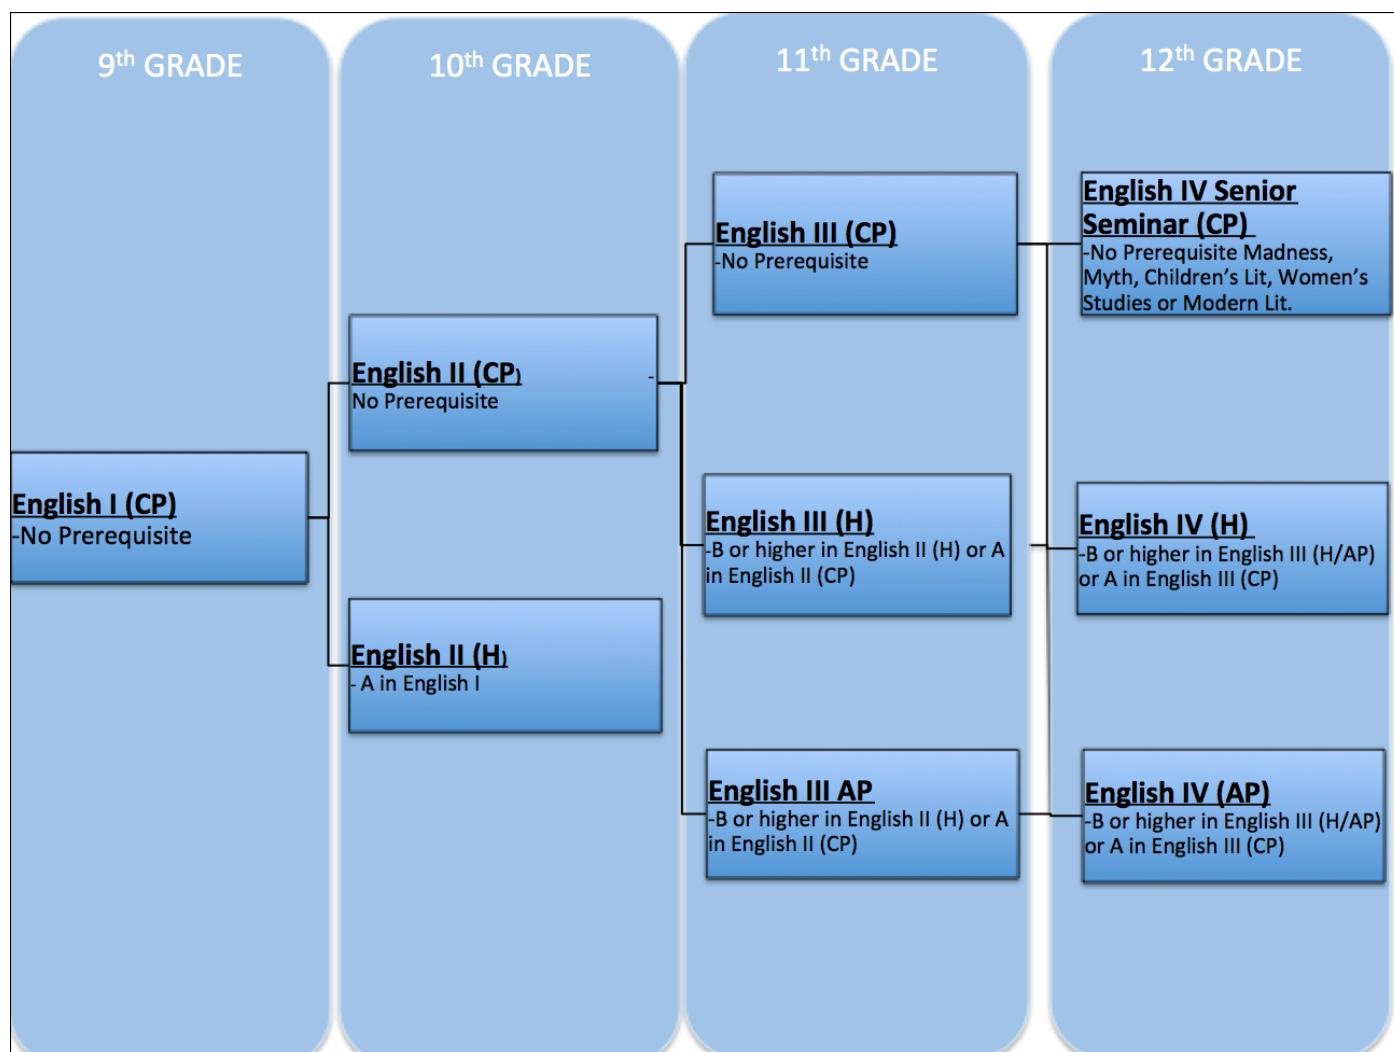 9th GRADE
English I (CP)
-No Prerequisite
10th GRADE
English II (CP) -
No Prerequisite
English II (H)
- A in English I
11th GRADE
English III (CP)
-No Prerequisite
English III (H)
-B or higher in English II (H) or A
in English II (CP)
English III AP
-B or higher in English II (H) or A
in English II (CP)
12th GRADE
English IV Senior
Seminar (CP)
-No Prerequisite Madness,
Myth, Children’s Lit, Women’s
Studies or Modern Lit.
English IV (H)
-B or higher in English III (H/AP)
or A in English III (CP)
English IV (AP)
-B or higher in English III (H/AP)
or A in English III (CP)